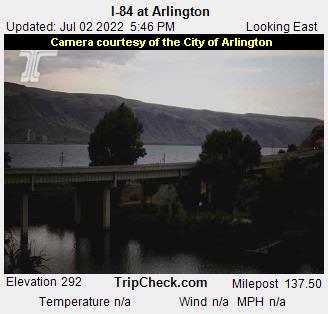 I-84 at Arlington
Updated: Jul 02 2022 5:46 PM Looking East
Camera courtesy of the City of Arlington
Elevation 292 TripCheck.com Milepost 137.50
Temperature n/a Wind n/a MPH n/a